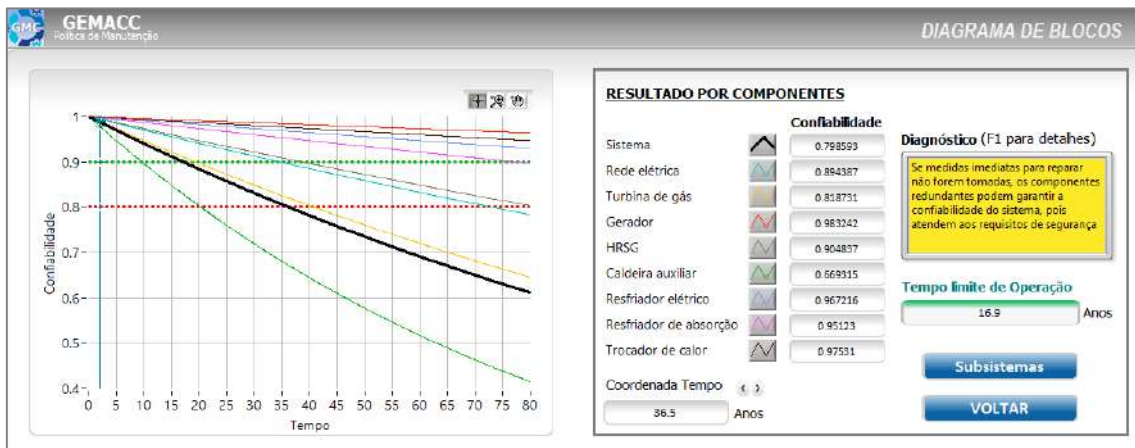 GMC
GEMACC
Política de Manutenção
DIAGRAMA DE BLOCOS
Confiabilidade
1
0.9
0.8
0.7
0.6
0.5
0.4
0 5 10 15 20 25 30 35 40 45 50 55 60 65 70 75 80
Tempo
RESULTADO POR COMPONENTES
Confiabilidade
Sistema 0.798593
Rede elétrica 0.894387
Turbina de gás 0.818731
Gerador 0.983242
HRSG 0.904837
Caldeira auxiliar 0.669315
Resfriador elétrico 0.967216
Resfriador de absorção 0.95123
Trocador de calor 0.97531
Coordenada Tempo
36.5 Anos
Diagnóstico (F1 para detahes)
Se medidas imediatas para reparar
não forem tomadas, os componentes
redundantes podem garantir a
confiabilidade do sistema, pois
atendem aos requisitos de segurança
Tempo limite de Operação
16.9 Anos
Subsistemas
VOLTAR